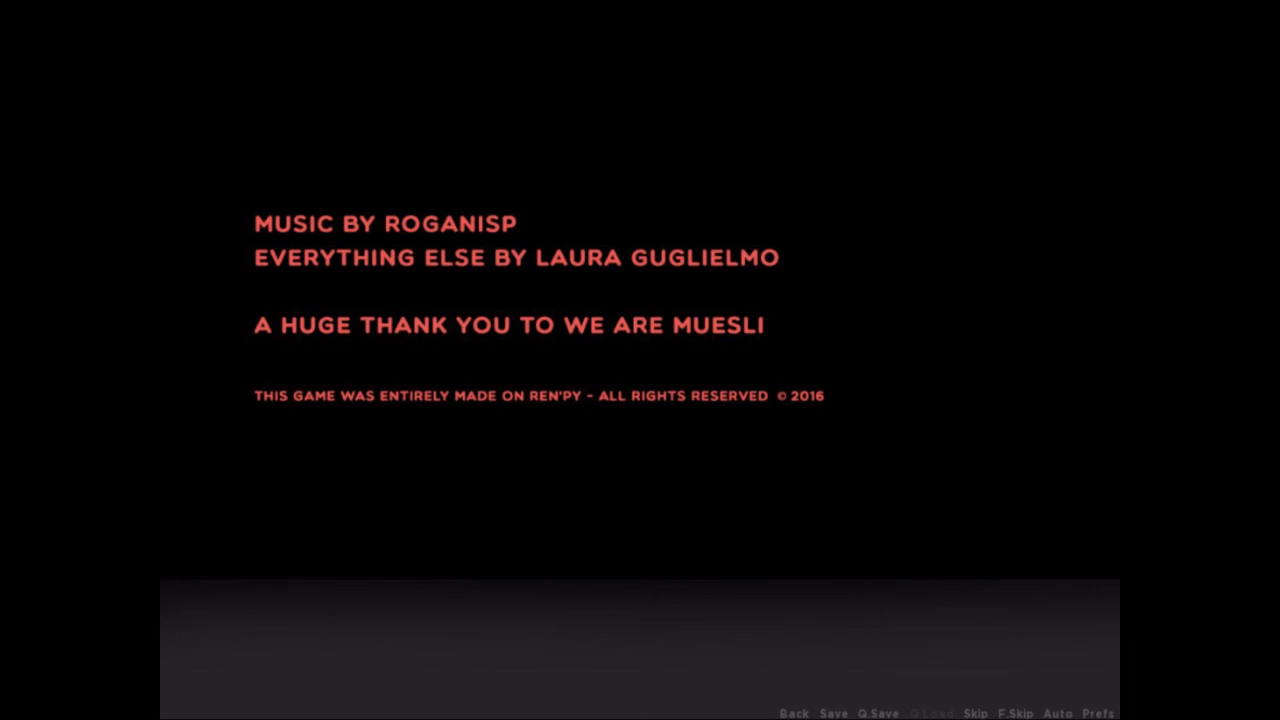 MUSIC BY ROGANISP
EVERYTHING ELSE BY LAURA GUGLIELMO
A HUGE THANK YOU TO WE ARE MUESLI
THIS GAME WAS ENTIRELY MADE ON REN'PY - ALL RIGHTS RESERVED © 2016
Back Save Q.Save Q.Load Skip F.Skip Auto Prefs